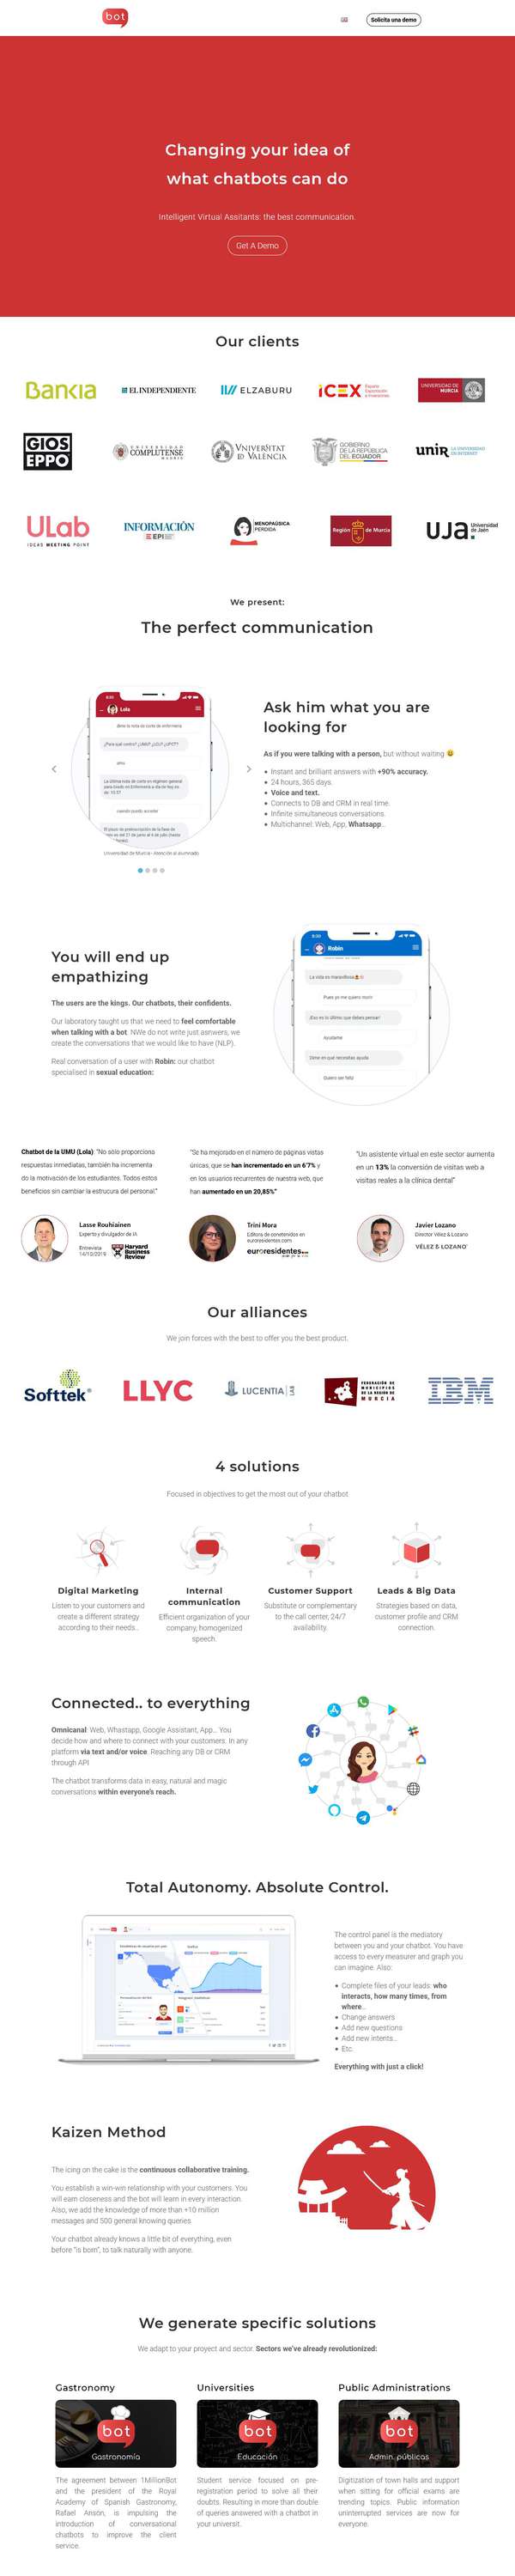 bot
Solicita una demo
Changing your idea of
what chatbots can do
Intelligent Virtual Assitants: the best communication.
Get A Demo
Our clients
Bankia
EL INDEPENDIENTE
ELZABURU
ICEX
España
Exportación
e Inversiones
UNIVERSIDAD DE
MURCIA
GIOS
EPPO
UNIVERSIDAD
COMPLUTENSE
MADRID
VNIVERSITAT
ID VALÈNCIA
GOBIERNO
DE LA REPÚBLICA
DEL ECUADOR
unir
LA UNIVERSIDAD
EN INTERNET
ULab
IDEAS MEETING POINT
INFORMACIÓN
EPI
MENOPAÚSICA
PERDIDA
Región de Murcia
UJa.
Universidad
de Jaén
We present:
The perfect communication
Lola
Universidad de Murcia - Atención al alumnado
Ask him what you are
looking for
As if you were talking with a person, but without waiting 😀
Instant and brilliant answers with +90% accuracy.
24 hours, 365 days.
Voice and text.
Connects to DB and CRM in real time.
Infinite simultaneous conversations.
Multichannel: Web, App, Whatsapp...
You will end up
empathizing
The users are the kings. Our chatbots, their confidents.
Our laboratory taught us that we need to feel comfortable
when talking with a bot. !We do not write just asnwers, we
create the conversations that we would like to have (NLP).
Real conversation of a user with Robin: our chatbot
specialised in sexual education:
Robin
La vida es maravillosa
Pues yo me quiero morir
¿Eso es lo último que debes pensar!
Ayudame
Dime en qué necesitas ayuda
Quiero ser feliz
Chatbot de la UMU (Lola): "No sólo proporciona
respuestas inmediatas, también ha incrementa
do la motivación de los estudiantes. Todos estos
beneficios sin cambiar la estructura del personal."
"Se ha mejorado en el número de páginas vistas
únicas, que se han incrementado en un 67% y
en los usuarios recurrentes de nuestra web, que
han aumentado en un 20,85%"
"Un asistente virtual en este sector aumenta
en un 13% la conversión de visitas web a
visitas reales a la clínica dental"
Lasse Rouhiainen
Experto y divulgador de IA
Entrevista
14/10/2019
Harvard
Business
Review
Trini Mora
Editora de conotenidos en
euroresidentes.com
euroresidentes
Javier Lozano
Director Vélez & Lozano
VÉLEZ & LOZANO
Our alliances
We join forces with the best to offer you the best product.
Softtek
LLYC
LUCENTIA
FEDERACIÓN DE
MUNICIPIOS
DE LA REGIÓN DE
MURCIA
IBM
4 solutions
Focused in objectives to get the most out of your chatbot.
Digital Marketing
Listen to your customers and
create a different strategy
according to their needs..
Internal
communication
Efficient organization of your
company, homogenized
speech.
Customer Support
Substitute or complementary
to the call center, 24/7
availability.
Leads & Big Data
Strategies based on data,
customer profile and CRM
connection.
Connected.. to everything
Omnicanal: Web, Whastapp, Google Assistant, App... You
decide how and where to connect with your customers. In any
platform via text and/or voice. Reaching any DB or CRM
through API
The chatbot transforms data in easy, natural and magic
conversations within everyone's reach.
Total Autonomy. Absolute Control.
The control panel is the mediatory
between you and your chatbot. You have
access to every measurer and graph you
can imagine. Also:
Complete files of your leads: who
interacts, how many times, from
where...
Change answers
Add new questions
Add new intents...
Etc.
Everything with just a click!
Kaizen Method
The icing on the cake is the continuous collaborative training.
You establish a win-win relationship with your customers. You
will earn closeness and the bot will learn in every interaction.
Also, we add the knowledge of more than +10 million
messages and 500 general knowing queries.
Your chatbot already knows a little bit of everything, even
before "is born", to talk naturally with anyone.
We generate specific solutions
We adapt to your proyect and sector. Sectors we've already revolutionized:
Gastronomy
bot
Gastronomía
The agreement between 1MillionBot
and the president of the Royal
Academy of Spanish Gastronomy,
Rafael Anson, is impulsing the
introduction of conversational
chatbots to improve the client
service.
Universities
bot
Educación
Student service focused on pre-
registration period to solve all their
doubts. Resulting in more than double
of queries answered with a chatbot in
your universit.
Public Administrations
bot
Admin. públicas
Digitization of town halls and support
when sitting for official exams are
trending topics. Public information
uninterrupted services are now for
everyone.